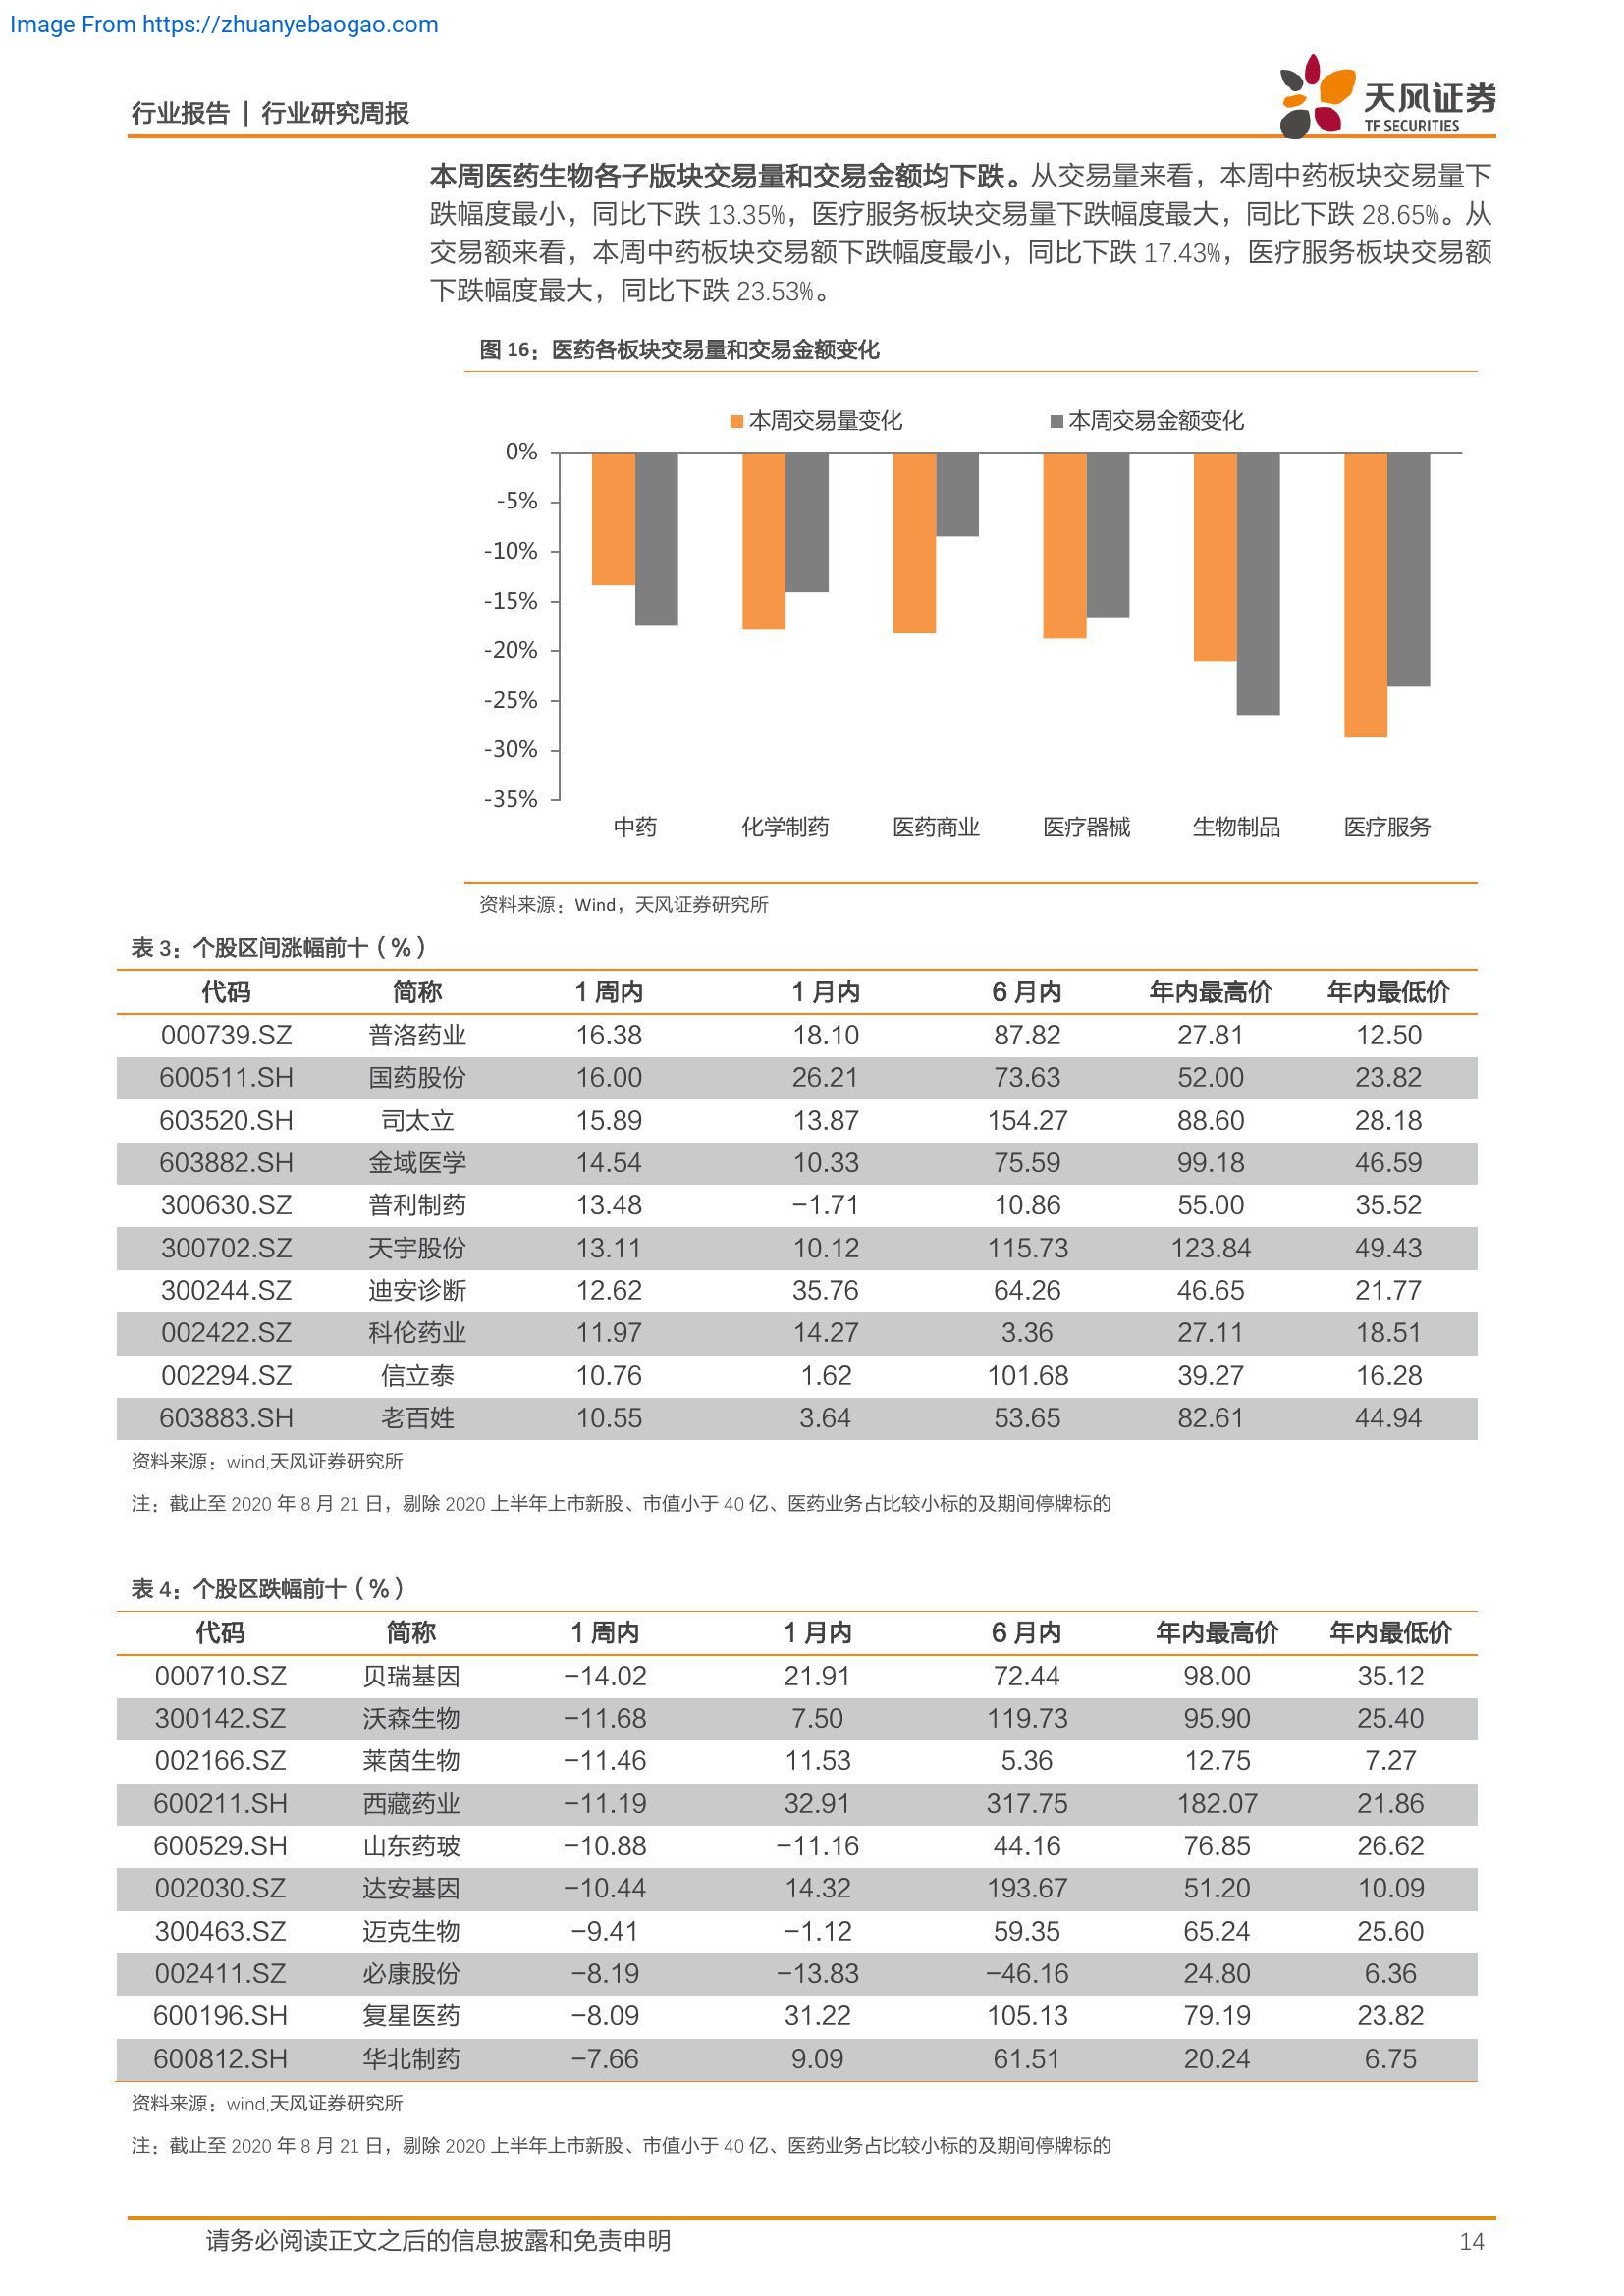 Image From https://zhuanyebaogao.com
行业报告 | 行业研究周报
天风证券
TF SECURITIES
本周医药生物各子版块交易量和交易金额均下跌。从交易量来看，本周中药板块交易量下
跌幅度最小，同比下跌 13.35%，医疗服务板块交易量下跌幅度最大，同比下跌 28.65%。从
交易额来看，本周中药板块交易额下跌幅度最小，同比下跌 17.43%，医疗服务板块交易额
下跌幅度最大，同比下跌 23.53%。
图 16：医药各板块交易量和交易金额变化
本周交易量变化 本周交易金额变化
0%
-5%
-10%
-15%
-20%
-25%
-30%
-35%
中药 化学制药 医药商业 医疗器械 生物制品 医疗服务
资料来源：Wind，天风证券研究所
表 3：个股区间涨幅前十（%）
代码 简称 1 周内 1 月内 6 月内 年内最高价 年内最低价
000739.SZ 普洛药业 16.38 18.10 87.82 27.81 12.50
600511.SH 国药股份 16.00 26.21 73.63 52.00 23.82
603520.SH 司太立 15.89 13.87 154.27 88.60 28.18
603882.SH 金域医学 14.54 10.33 75.59 99.18 46.59
300630.SZ 普利制药 13.48 −1.71 10.86 55.00 35.52
300702.SZ 天宇股份 13.11 10.12 115.73 123.84 49.43
300244.SZ 迪安诊断 12.62 35.76 64.26 46.65 21.77
002422.SZ 科伦药业 11.97 14.27 3.36 27.11 18.51
002294.SZ 信立泰 10.76 1.62 101.68 39.27 16.28
603883.SH 老百姓 10.55 3.64 53.65 82.61 44.94
资料来源：wind,天风证券研究所
注：截止至 2020 年 8 月 21 日，剔除 2020 上半年上市新股、市值小于 40 亿、医药业务占比较小标的及期间停牌标的
表 4：个股区跌幅前十（%）
代码 简称 1 周内 1 月内 6 月内 年内最高价 年内最低价
000710.SZ 贝瑞基因 −14.02 21.91 72.44 98.00 35.12
300142.SZ 沃森生物 −11.68 7.50 119.73 95.90 25.40
002166.SZ 莱茵生物 −11.46 11.53 5.36 12.75 7.27
600211.SH 西藏药业 −11.19 32.91 317.75 182.07 21.86
600529.SH 山东药玻 −10.88 −11.16 44.16 76.85 26.62
002030.SZ 达安基因 −10.44 14.32 193.67 51.20 10.09
300463.SZ 迈克生物 −9.41 −1.12 59.35 65.24 25.60
002411.SZ 必康股份 −8.19 −13.83 −46.16 24.80 6.36
600196.SH 复星医药 −8.09 31.22 105.13 79.19 23.82
600812.SH 华北制药 −7.66 9.09 61.51 20.24 6.75
资料来源：wind,天风证券研究所
注：截止至 2020 年 8 月 21 日，剔除 2020 上半年上市新股、市值小于 40 亿、医药业务占比较小标的及期间停牌标的
请务必阅读正文之后的信息披露和免责申明 14